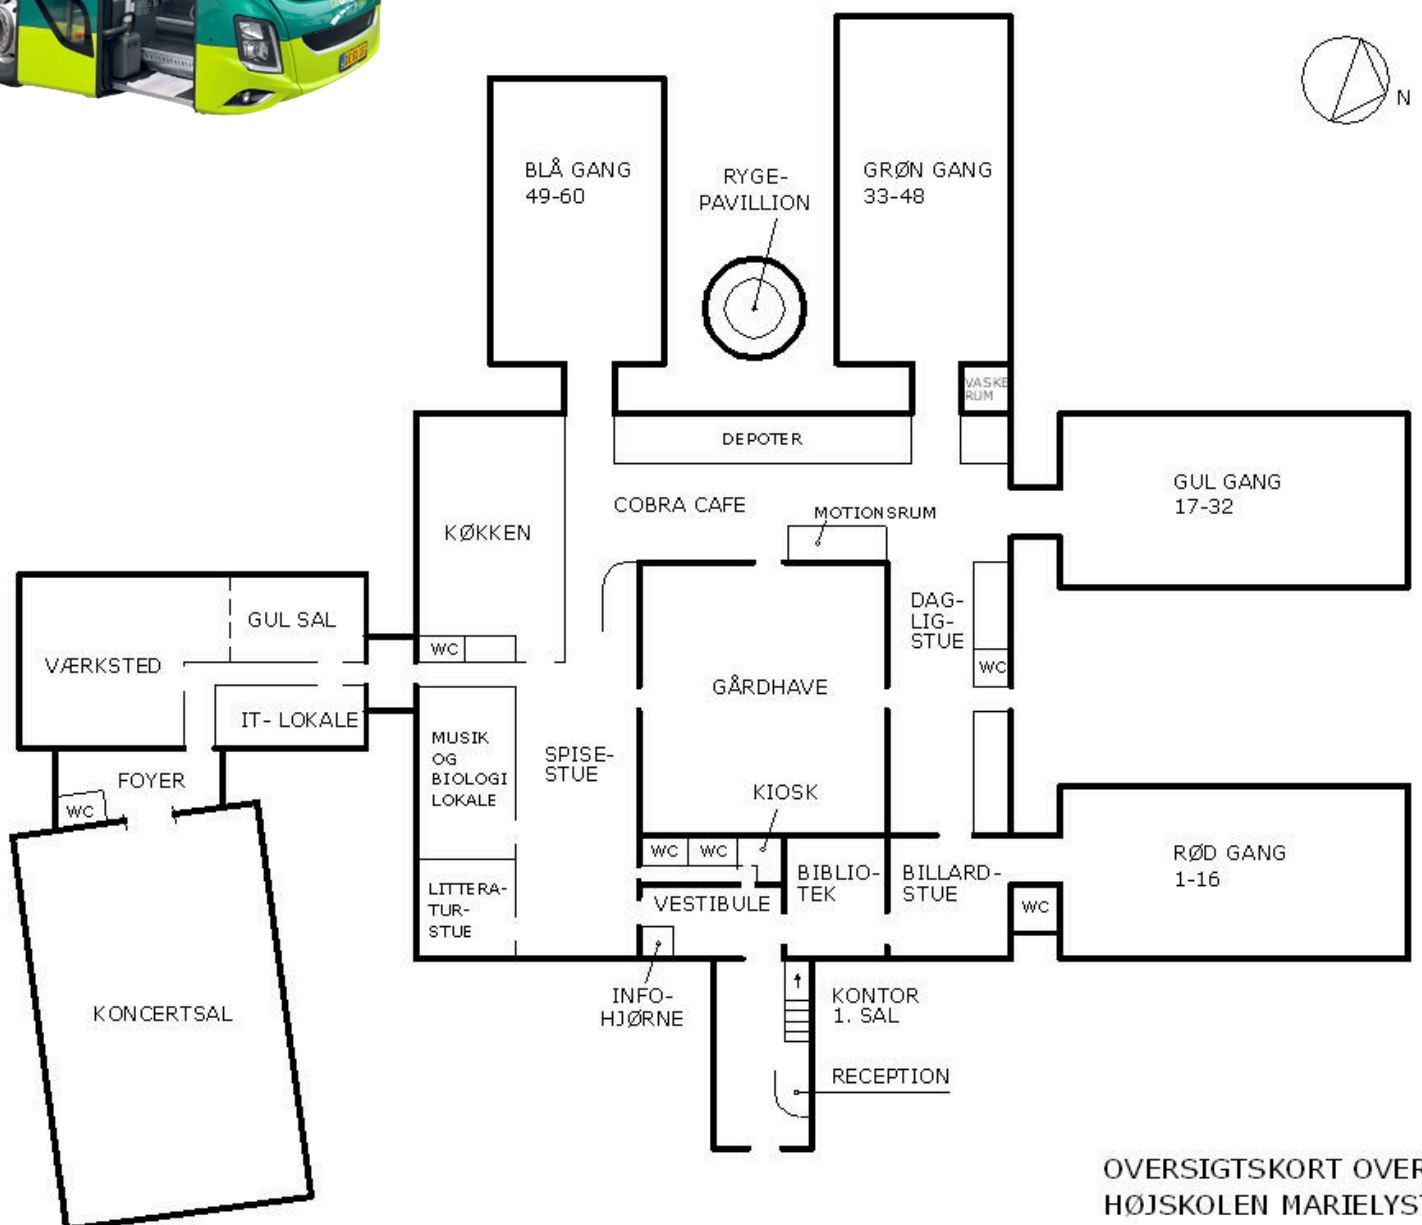 N
BLÅ GANG
49-60
RYGE-
PAVILLION
GRØN GANG
33-48
VASKE
RUM
DEPOTER
GUL GANG
17-32
COBRA CAFE
MOTIONSRUM
KØKKEN
DAG-
LIG-
STUE
GUL SAL
WC
VÆRKSTED
WC
GÅRDHAVE
IT- LOKALE
MUSIK
OG
BIOLOGI
LOKALE
SPISE-
STUE
FOYER
WC
KIOSK
WC
WC
BIBLIO-
TEK
BILLARD-
STUE
RØD GANG
1-16
LITTERA-
TUR-
STUE
VESTIBULE
WC
INFO-
HJØRNE
KONTOR
1. SAL
KONCERTSAL
RECEPTION
OVERSIGTSKORT OVER
HØJSKOLEN MARIELYST